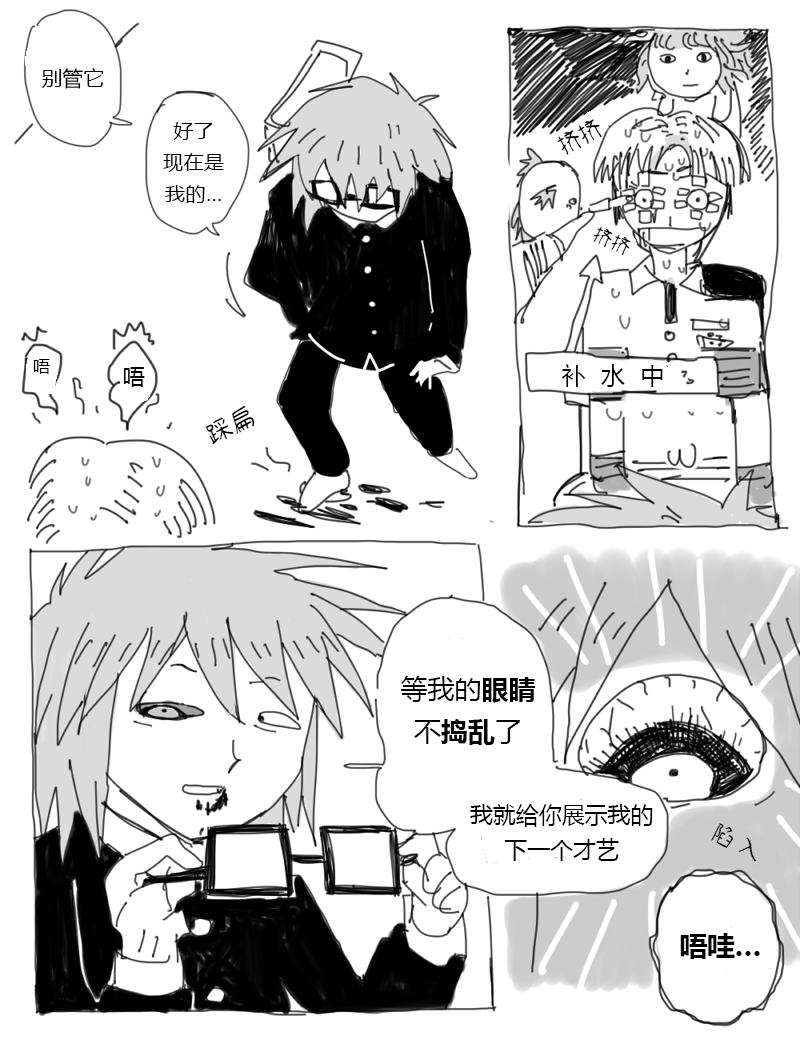 别管它
好了
现在是
我的...
挤挤
挤挤
补水中
唔
唔
踩扁
等我的眼睛
不捣乱了
我就给你展示我的
下一个才艺
陷入
唔哇...